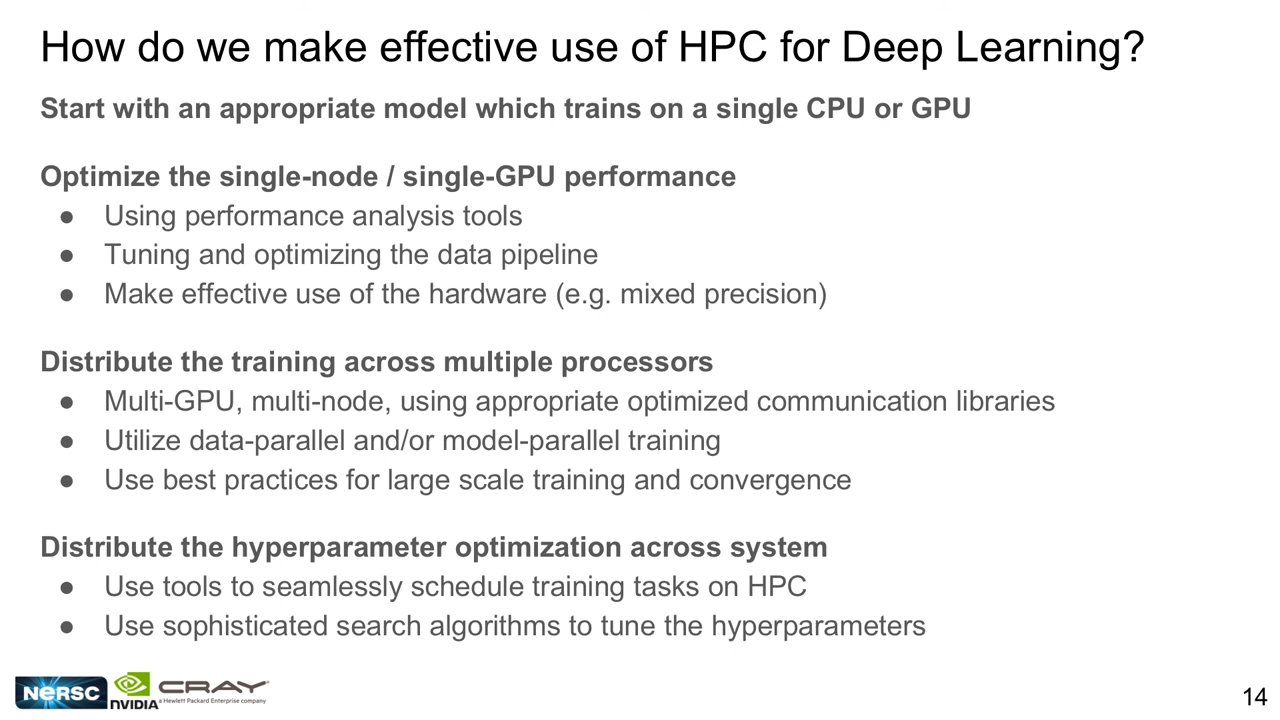 How do we make effective use of HPC for Deep Learning?
Start with an appropriate model which trains on a single CPU or GPU
Optimize the single-node / single-GPU performance
● Using performance analysis tools
● Tuning and optimizing the data pipeline
● Make effective use of the hardware (e.g. mixed precision)
Distribute the training across multiple processors
● Multi-GPU, multi-node, using appropriate optimized communication libraries
● Utilize data-parallel and/or model-parallel training
● Use best practices for large scale training and convergence
Distribute the hyperparameter optimization across system
● Use tools to seamlessly schedule training tasks on HPC
● Use sophisticated search algorithms to tune the hyperparameters
NERSC
NVIDIA
CRAY
a Hewlett Packard Enterprise company
14